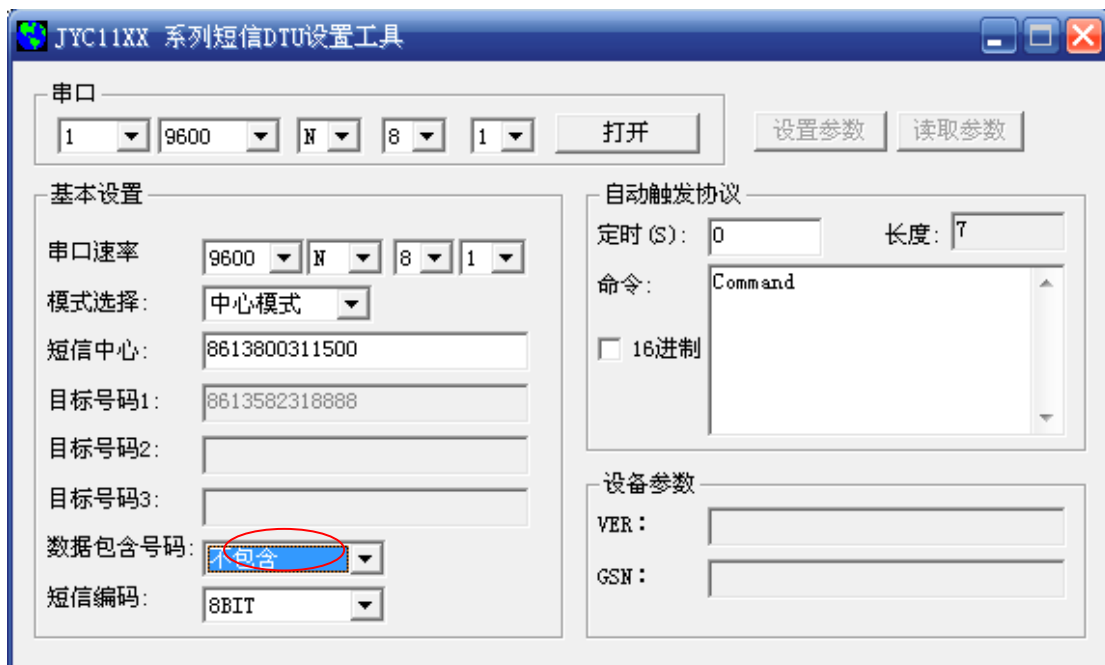 JYC11XX 系列短信DTU设置工具
串口
1 9600 N 8 1 打开 设置参数 读取参数
基本设置
串口速率 9600 N 8 1
模式选择: 中心模式
短信中心: 8613800311500
目标号码1: 8613582318888
目标号码2:
目标号码3:
数据包含号码: 不包含
短信编码: 8BIT
自动触发协议
定时(S): 0 长度: 7
命令: Command
16进制
设备参数
VER:
GSN: